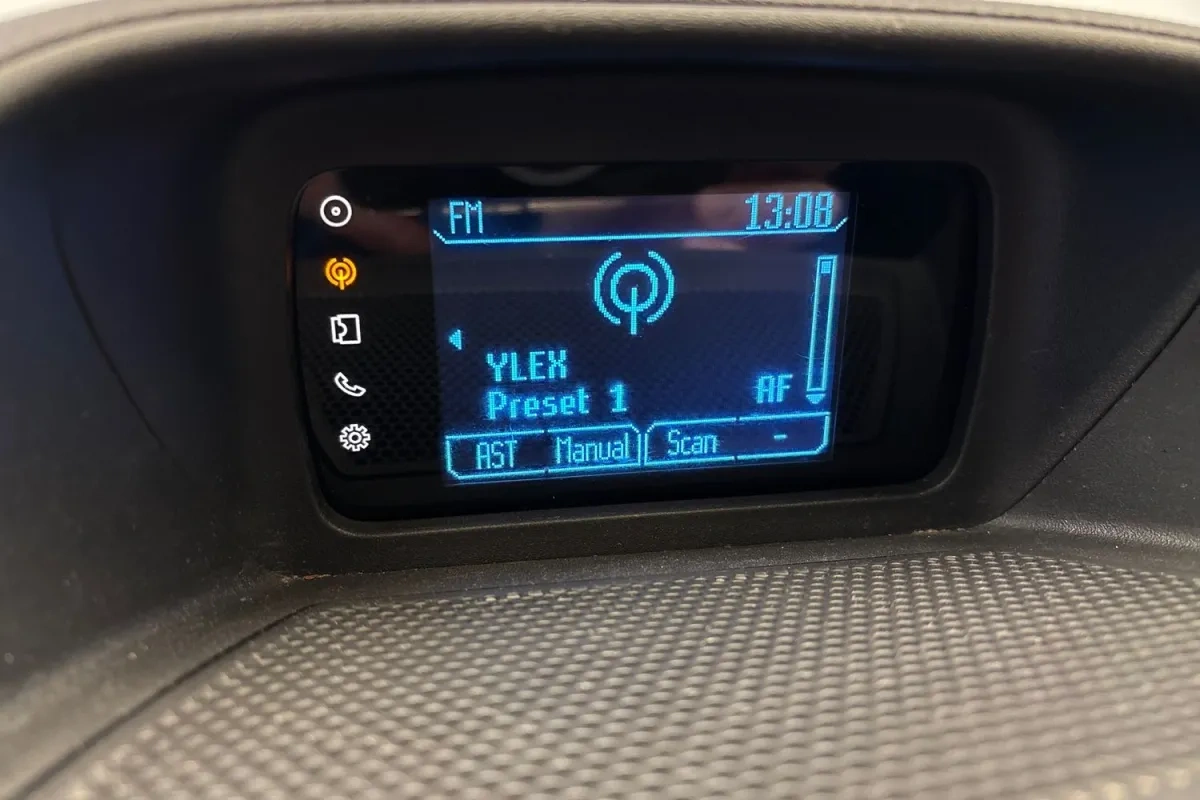 FM 13:08
YLEX
Preset 1 AF
AST Manual Scan -